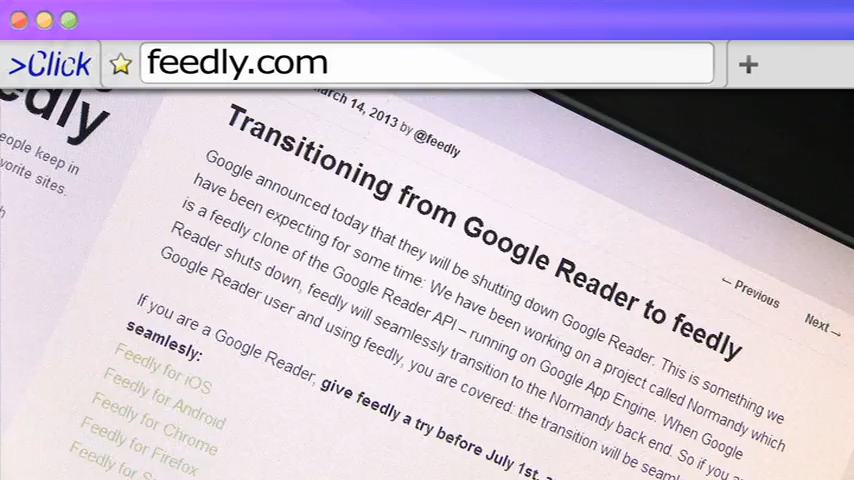 >Click
feedly.com
edly
eople keep in
vorite sites.
March 14, 2013 by @feedly
Transitioning from Google Reader to feedly
← Previous
Next →
Google announced today that they will be shutting down Google Reader. This is something we
have been expecting for some time: We have been working on a project called Normandy which
is a feedly clone of the Google Reader API – running on Google App Engine. When Google
Reader shuts down, feedly will seamlessly transition to the Normandy back end. So if you a
Google Reader user and using feedly, you are covered: the transition will be seaml
If you are a Google Reader, give feedly a try before July 1st, a
seamlesly:
Feedly for iOS
Feedly for Android
Feedly for Chrome
Feedly for Firefox
Feedly for